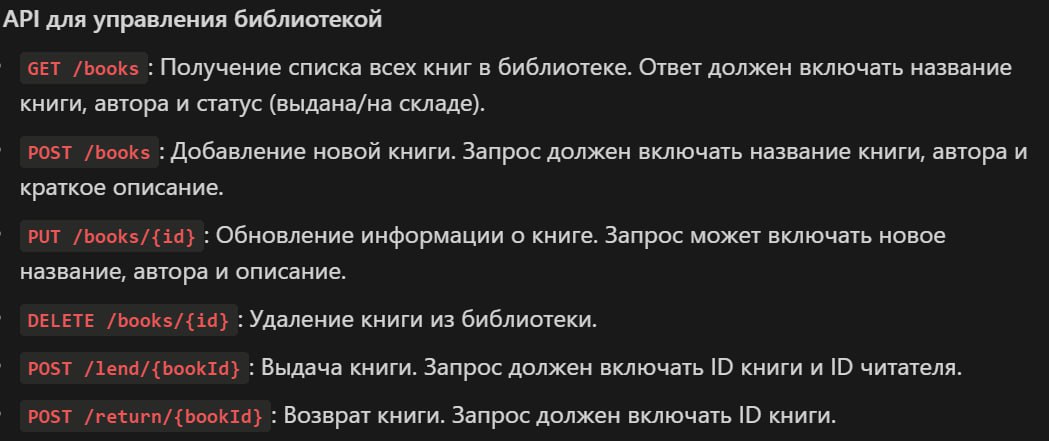 API для управления библиотекой
GET /books: Получение списка всех книг в библиотеке. Ответ должен включать название
книги, автора и статус (выдана/на складе).
POST /books: Добавление новой книги. Запрос должен включать название книги, автора и
краткое описание.
PUT /books/{id}: Обновление информации о книге. Запрос может включать новое
название, автора и описание.
DELETE /books/{id}: Удаление книги из библиотеки.
POST /lend/{bookId}: Выдача книги. Запрос должен включать ID книги и ID читателя.
POST /return/{bookId}: Возврат книги. Запрос должен включать ID книги.